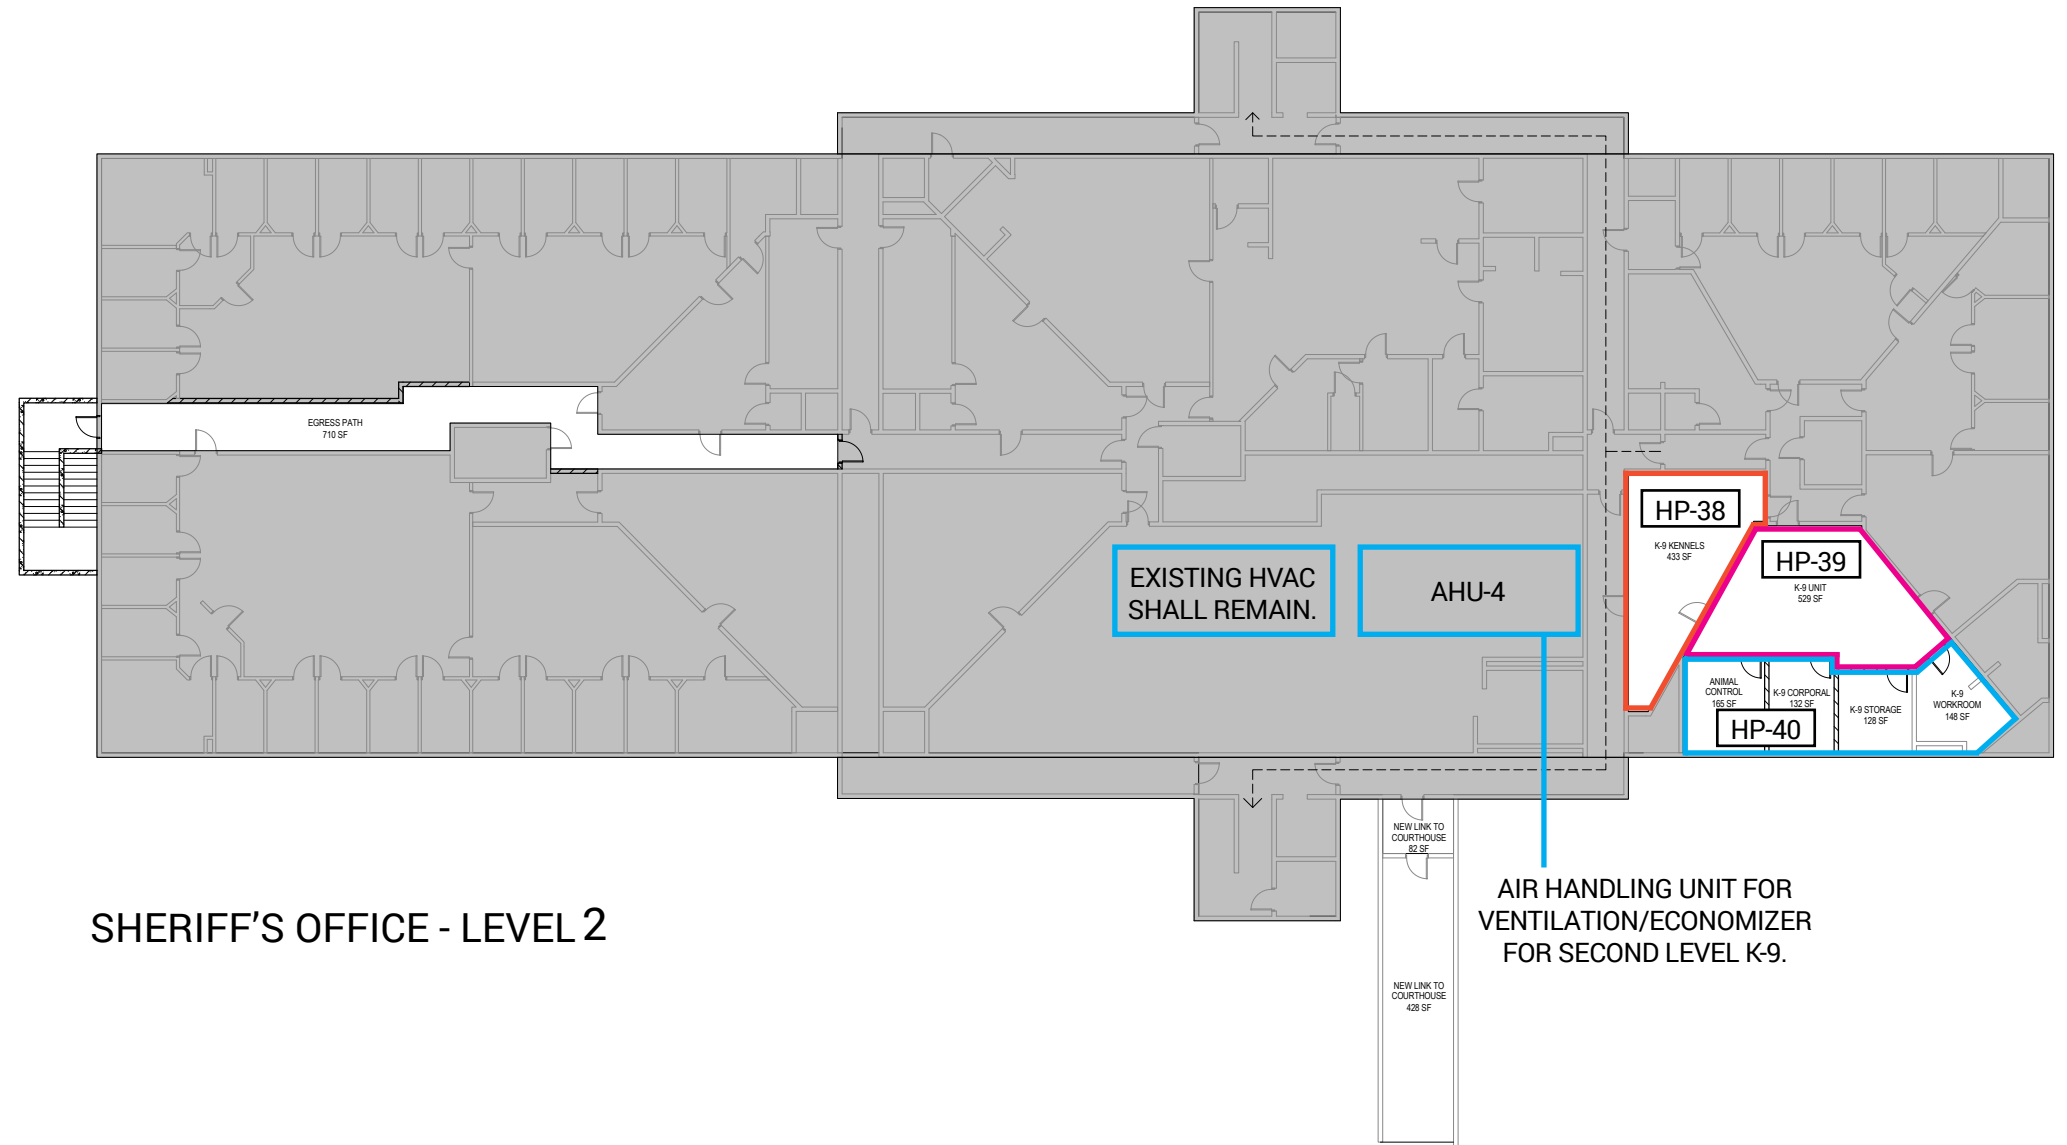 EGRESS PATH
710 SF
HP-38
K-9 KENNELS
433 SF
HP-39
K-9 UNIT
529 SF
EXISTING HVAC
SHALL REMAIN.
AHU-4
ANIMAL
CONTROL
165 SF
K-9 CORPORAL
132 SF
HP-40
K-9 STORAGE
128 SF
K-9
WORKROOM
148 SF
NEW LINK TO
COURTHOUSE
82 SF
AIR HANDLING UNIT FOR
VENTILATION/ECONOMIZER
FOR SECOND LEVEL K-9.
SHERIFF’S OFFICE - LEVEL 2
NEW LINK TO
COURTHOUSE
428 SF